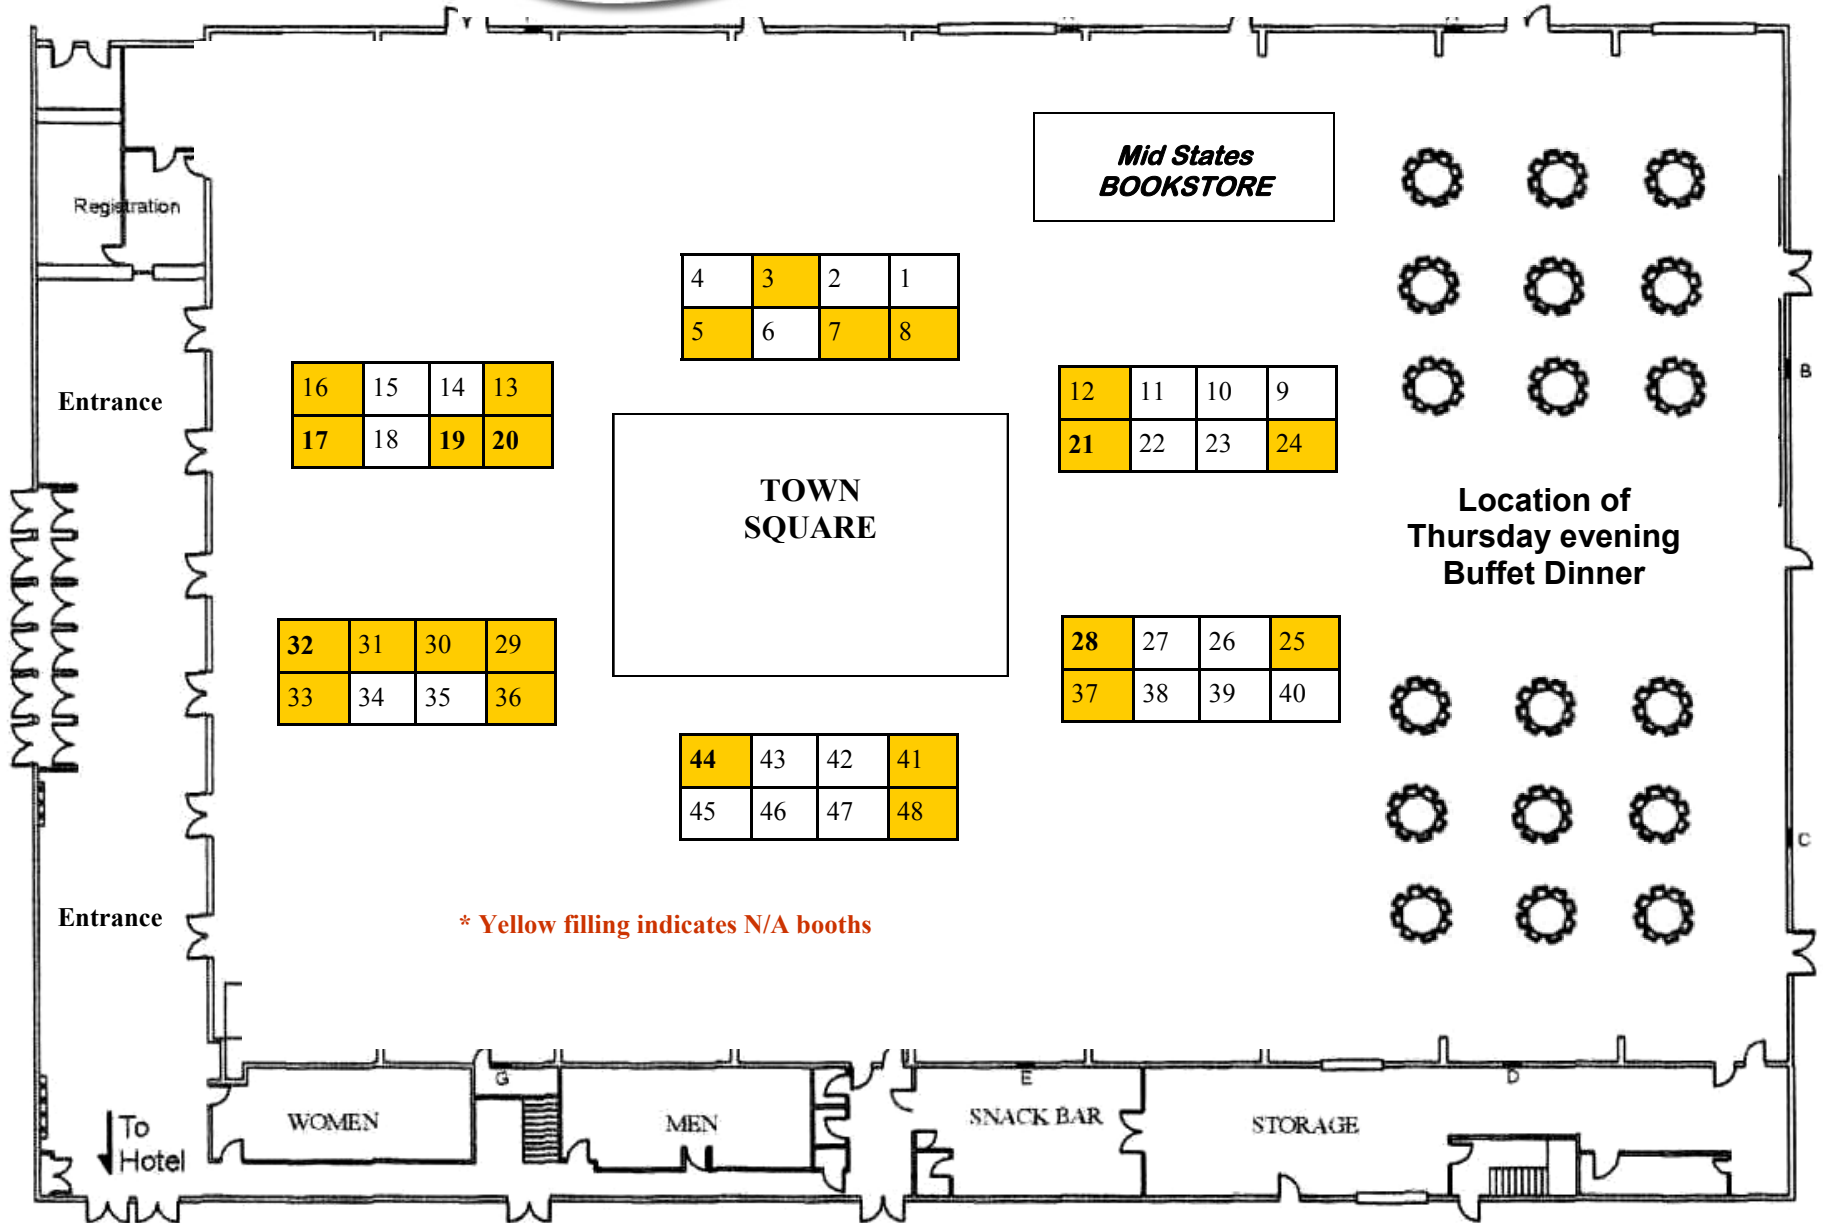 Mid States
BOOKSTORE
Registration
4 3 2 1
5 6 7 8
Entrance
16 15 14 13
17 18 19 20
12 11 10 9
21 22 23 24
B
TOWN
SQUARE
Location of
Thursday evening
Buffet Dinner
32 31 30 29
33 34 35 36
28 27 26 25
37 38 39 40
44 43 42 41
45 46 47 48
C
Entrance
* Yellow filling indicates N/A booths
G
E
D
WOMEN
MEN
SNACK BAR
STORAGE
To
Hotel